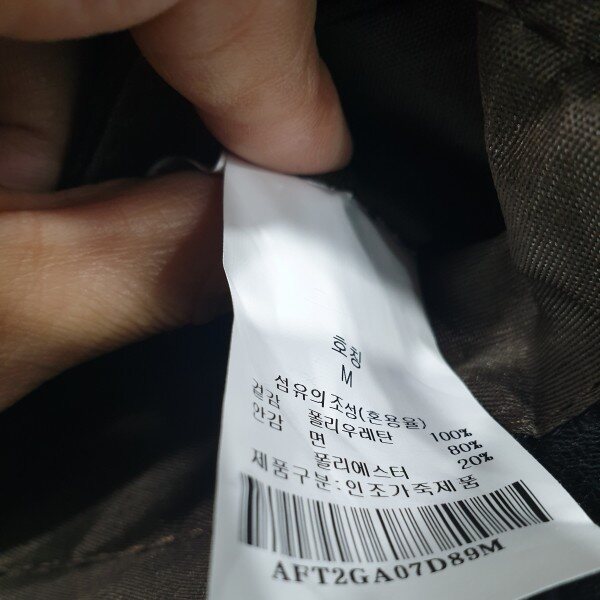 호칭
M
섬유의조성(혼용율)
겉감 폴리우레탄 100%
안감 면 80%
폴리에스터 20%
제품구분:인조가죽제품
AFT2GA07D89M